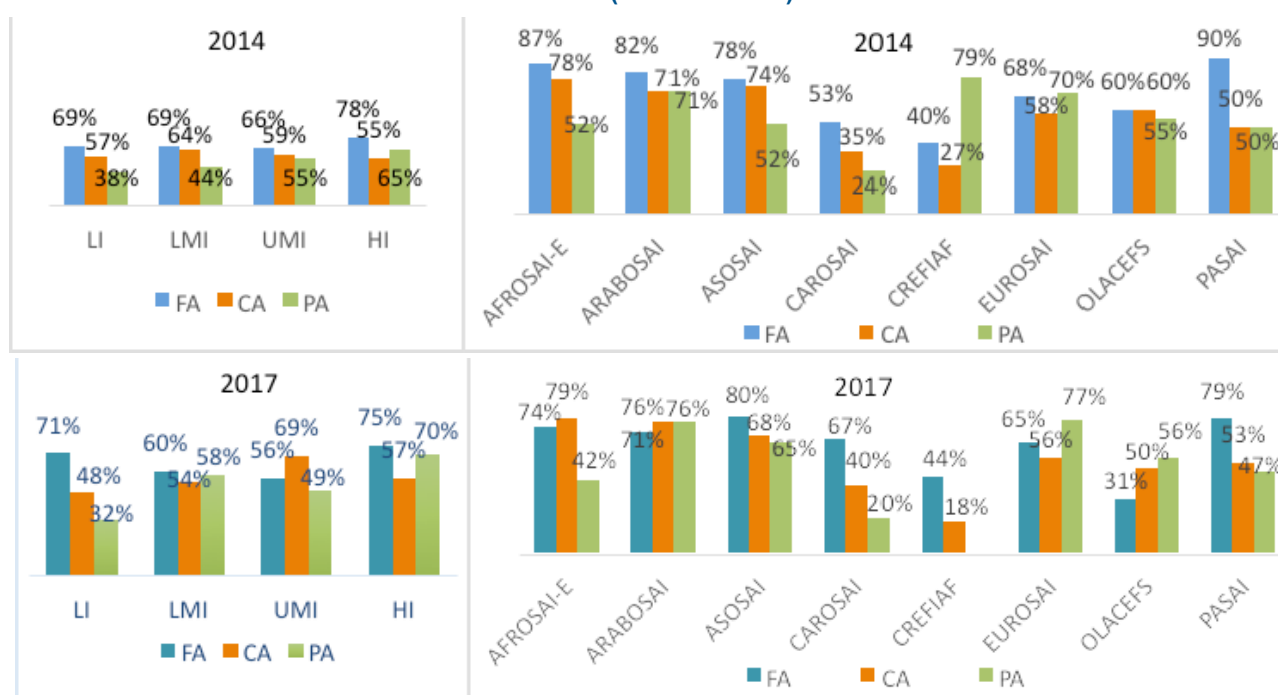 2014
69% 57% 38%
69% 64% 44%
66% 59% 55%
78% 55% 65%
LI LMI UMI HI
FA CA PA
2014
87% 78% 52%
82% 71% 71%
78% 74% 52%
53% 35% 24%
40% 27% 79%
68% 58% 70%
60% 60% 55%
90% 50% 50%
AFROSAI-E ARABOSAI ASOSAI CAROSAI CREFIAF EUROSAI OLACEFS PASAI
FA CA PA
2017
71% 48% 32%
60% 54% 58%
56% 69% 49%
75% 57% 70%
LI LMI UMI HI
FA CA PA
2017
74% 79% 42%
71% 76% 76%
80% 68% 65%
67% 40% 20%
44% 18%
65% 56% 77%
31% 50% 56%
79% 53% 47%
AFROSAI-E ARABOSAI ASOSAI CAROSAI CREFIAF EUROSAI OLACEFS PASAI
FA CA PA